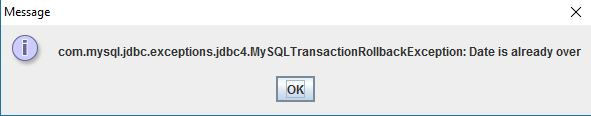 Message
com.mysql.jdbc.exceptions.jdbc4.MySQLTransactionRollbackException: Date is already over
OK